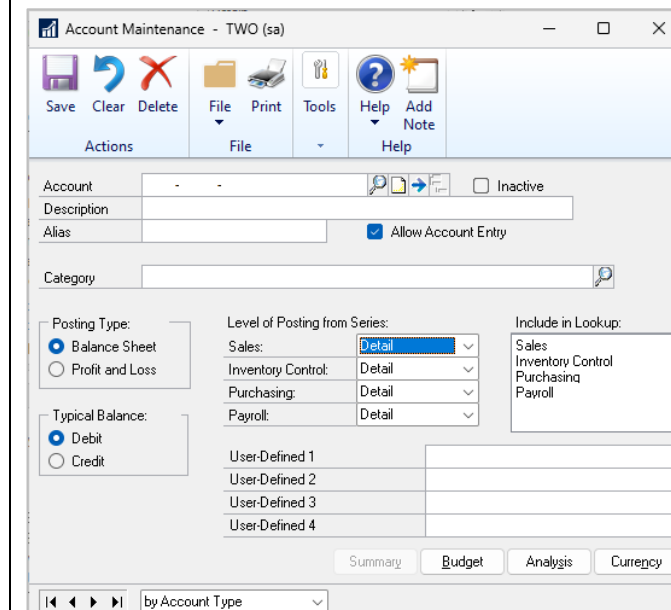 Account Maintenance - TWO (sa)
Save Clear Delete File Print Tools Help Add Note
Actions File Help
Account - - Inactive
Description
Alias Allow Account Entry
Category
Posting Type:
Balance Sheet
Profit and Loss
Typical Balance:
Debit
Credit
Level of Posting from Series:
Sales: Detail
Inventory Control: Detail
Purchasing: Detail
Payroll: Detail
Include in Lookup:
Sales
Inventory Control
Purchasing
Payroll
User-Defined 1
User-Defined 2
User-Defined 3
User-Defined 4
Summary Budget Analysis Currency
by Account Type